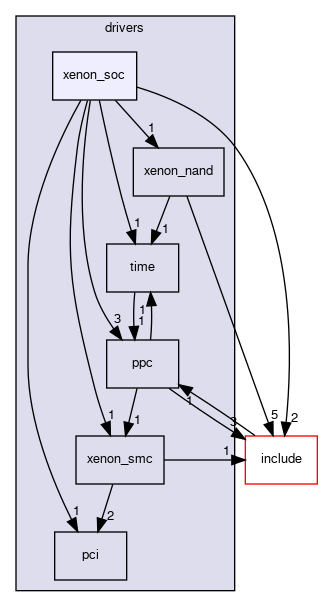 drivers
xenon_soc
1
xenon_nand
1
1
time
1
1
3
ppc
1
3
1
1
5
2
xenon_smc
1
include
1
2
pci